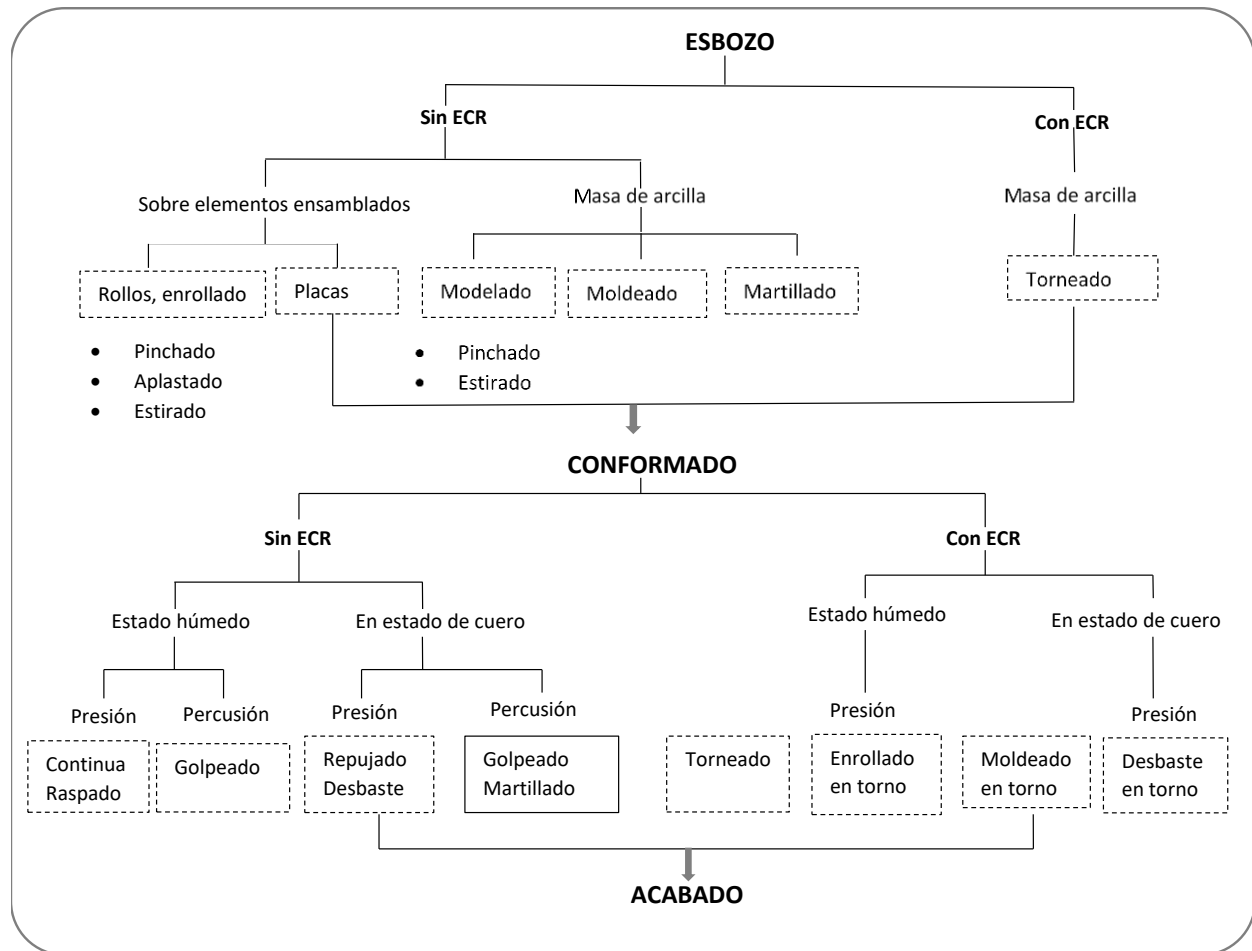 ESBOZO
Sin ECR
Con ECR
Sobre elementos ensamblados
Masa de arcilla
Masa de arcilla
Rollos, enrollado
Placas
Modelado
Moldeado
Martillado
Torneado
• Pinchado
• Aplastado
• Estirado
• Pinchado
• Estirado
CONFORMADO
Sin ECR
Con ECR
Estado húmedo
En estado de cuero
Estado húmedo
En estado de cuero
Presión
Percusión
Presión
Percusión
Presión
Presión
Continua
Raspado
Golpeado
Repujado
Desbaste
Golpeado
Martillado
Torneado
Enrollado
en torno
Moldeado
en torno
Desbaste
en torno
ACABADO